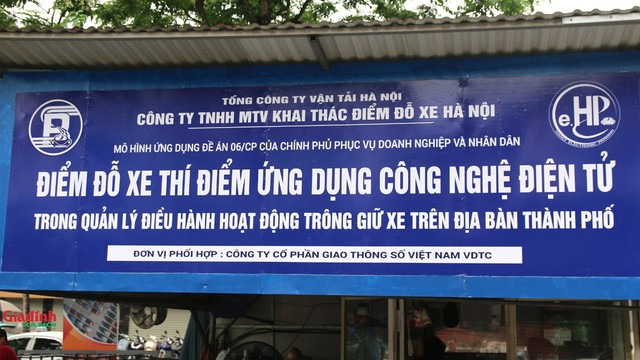 TỔNG CÔNG TY VẬN TẢI HÀ NỘI
CÔNG TY TNHH MTV KHAI THÁC ĐIỂM ĐỖ XE HÀ NỘI
e.HP
MÔ HÌNH ỨNG DỤNG ĐỀ ÁN 06/CP CỦA CHÍNH PHỦ PHỤC VỤ DOANH NGHIỆP VÀ NHÂN DÂN
ĐIỂM ĐỖ XE THÍ ĐIỂM ỨNG DỤNG CÔNG NGHỆ ĐIỆN TỬ
TRONG QUẢN LÝ ĐIỀU HÀNH HOẠT ĐỘNG TRÔNG GIỮ XE TRÊN ĐỊA BÀN THÀNH PHỐ
ĐƠN VỊ PHỐI HỢP : CÔNG TY CỔ PHẦN GIAO THÔNG SỐ VIỆT NAM VDTC
Giadinh